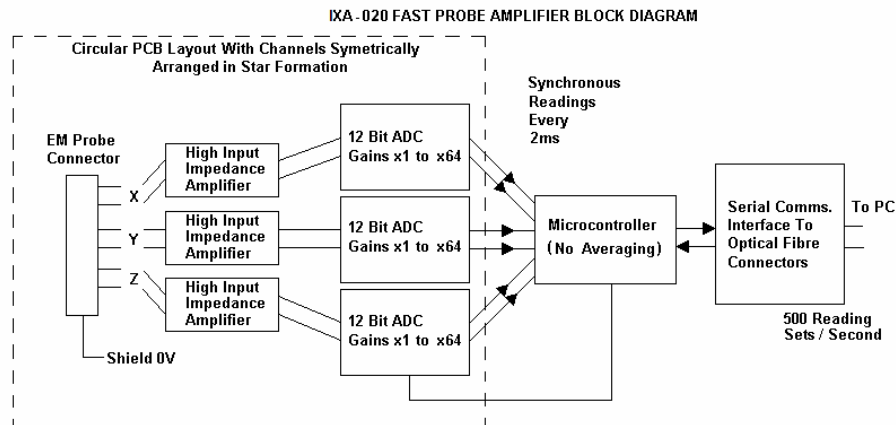 IXA-020 FAST PROBE AMPLIFIER BLOCK DIAGRAM
Circular PCB Layout With Channels Symetrically
Arranged in Star Formation
Synchronous
Readings
Every
2ms
EM Probe
Connector
X
Y
Z
Shield 0V
High Input
Impedance
Amplifier
High Input
Impedance
Amplifier
High Input
Impedance
Amplifier
12 Bit ADC
Gains x1 to x64
12 Bit ADC
Gains x1 to x64
12 Bit ADC
Gains x1 to x64
Microcontroller
(No Averaging)
Serial Comms.
Interface To
Optical Fibre
Connectors
To PC
500 Reading
Sets / Second